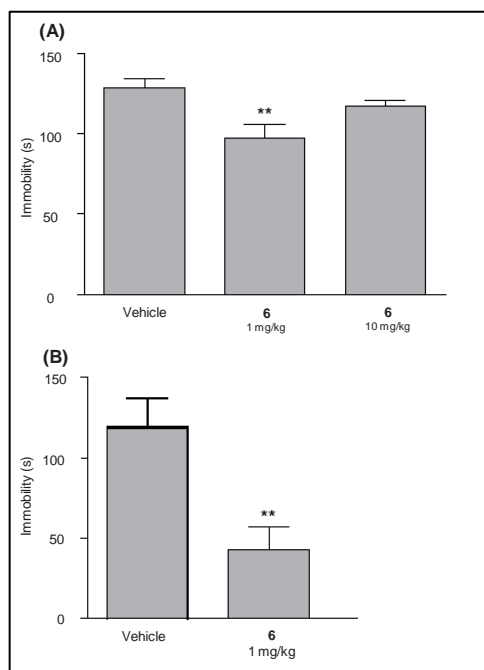 (A)
150
100
50
0
Immobility (s)
**
Vehicle
6
6
1 mg/kg
10 mg/kg
(B)
150
100
50
0
Immobility (s)
**
Vehicle
6
1 mg/kg